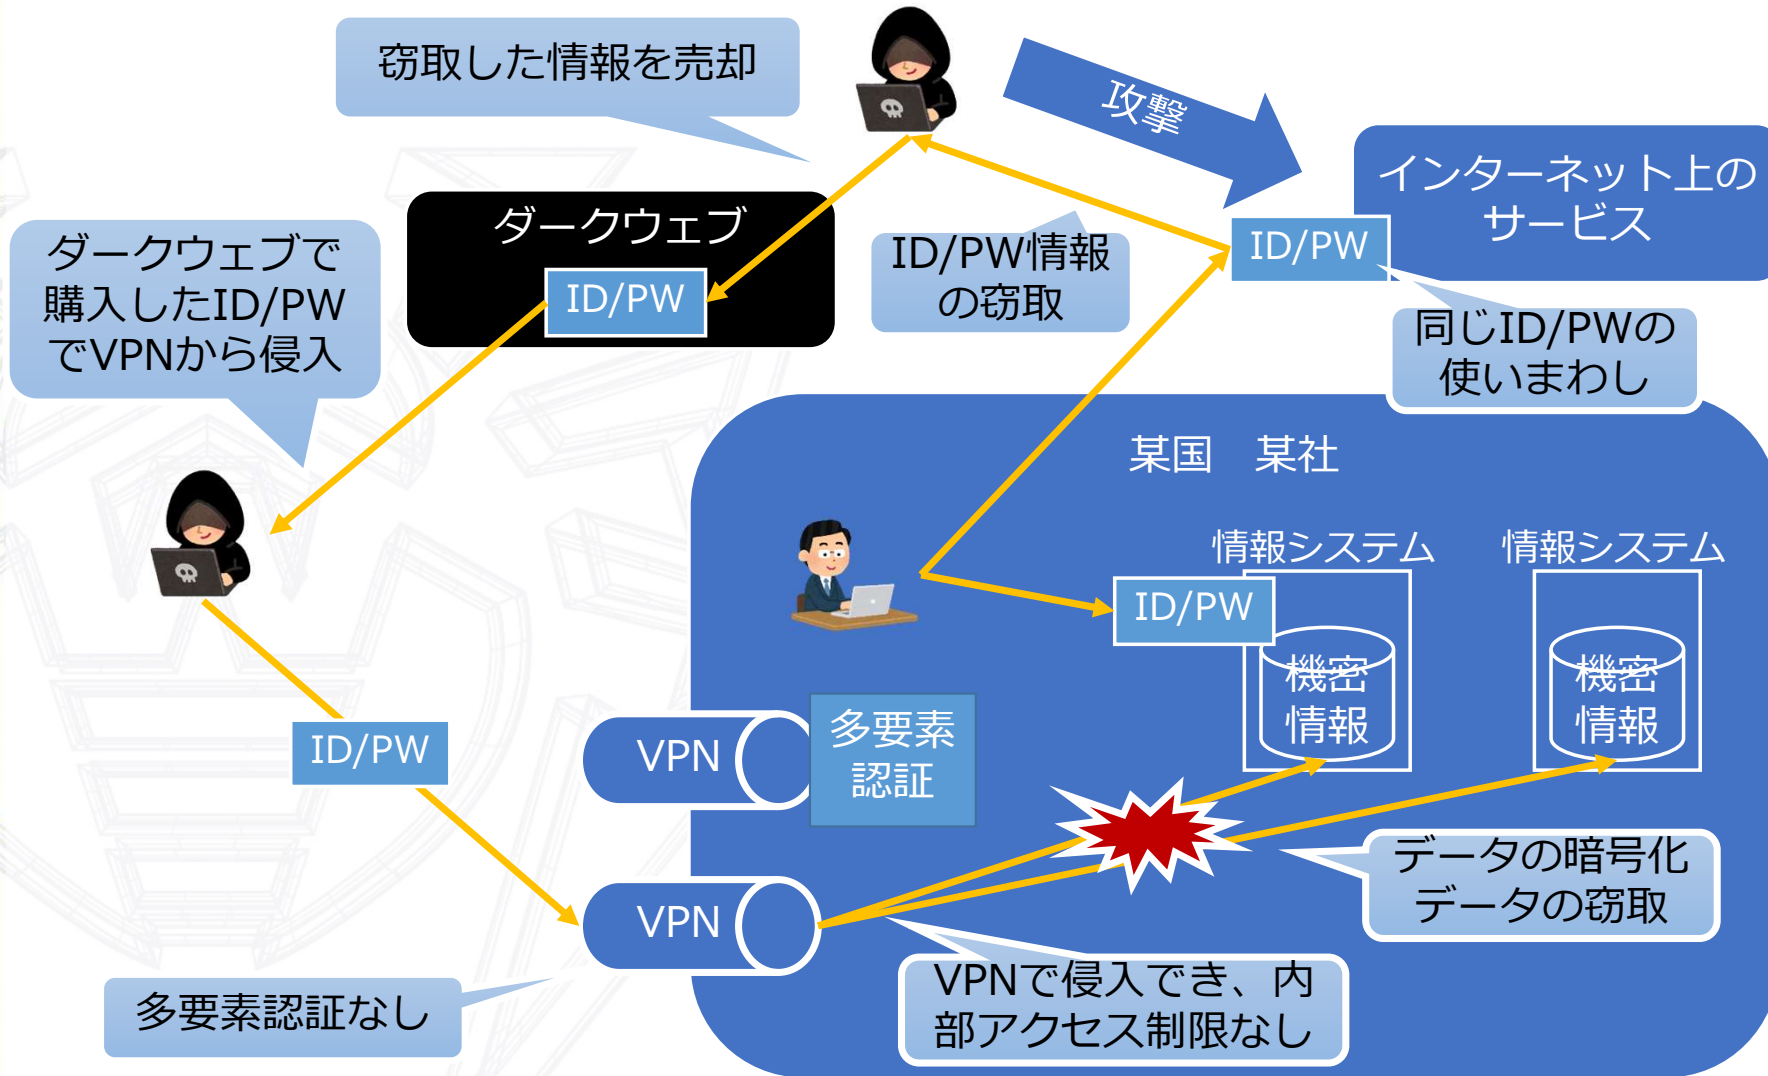 窃取した情報を売却
攻撃
インターネット上の
サービス
ID/PW
ダークウェブ
ID/PW
ダークウェブで
購入したID/PW
でVPNから侵入
ID/PW情報
の窃取
同じID/PWの
使いまわし
某国　某社
情報システム
情報システム
ID/PW
機密
情報
機密
情報
ID/PW
VPN
多要素
認証
データの暗号化
データの窃取
VPN
VPNで侵入でき、内
部アクセス制限なし
多要素認証なし